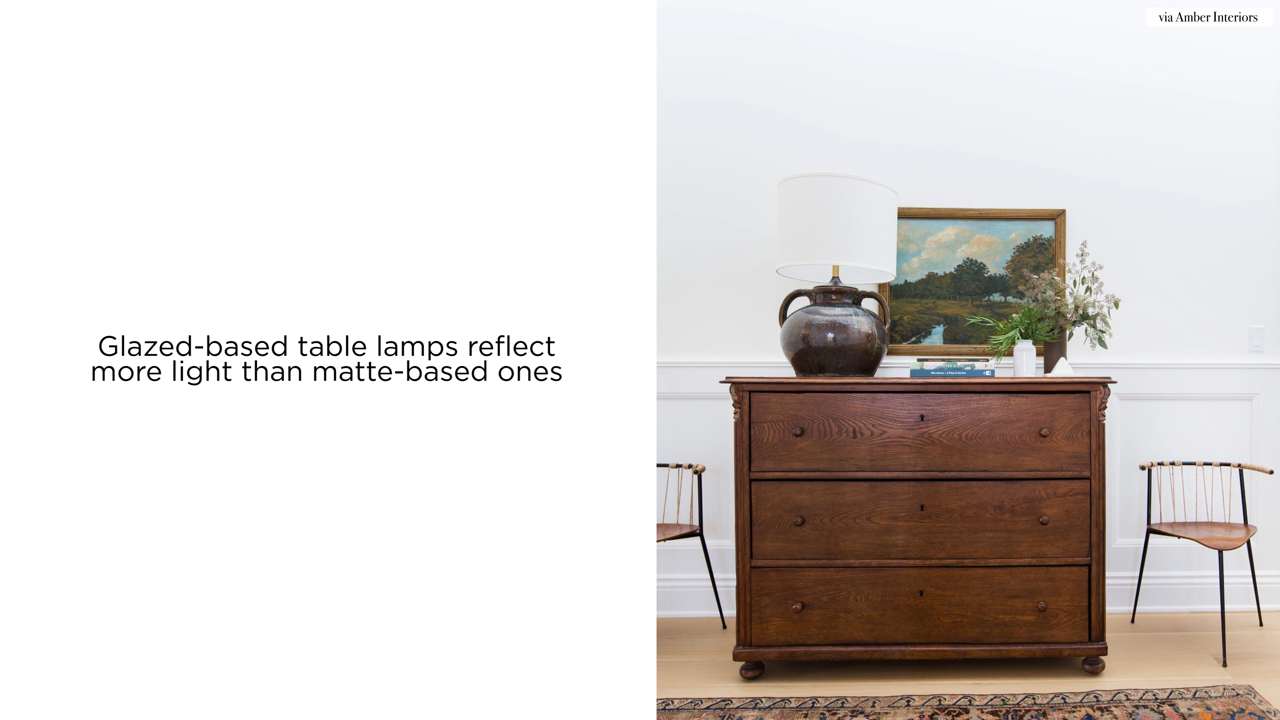 via Amber Interiors
Glazed-based table lamps reflect
more light than matte-based ones